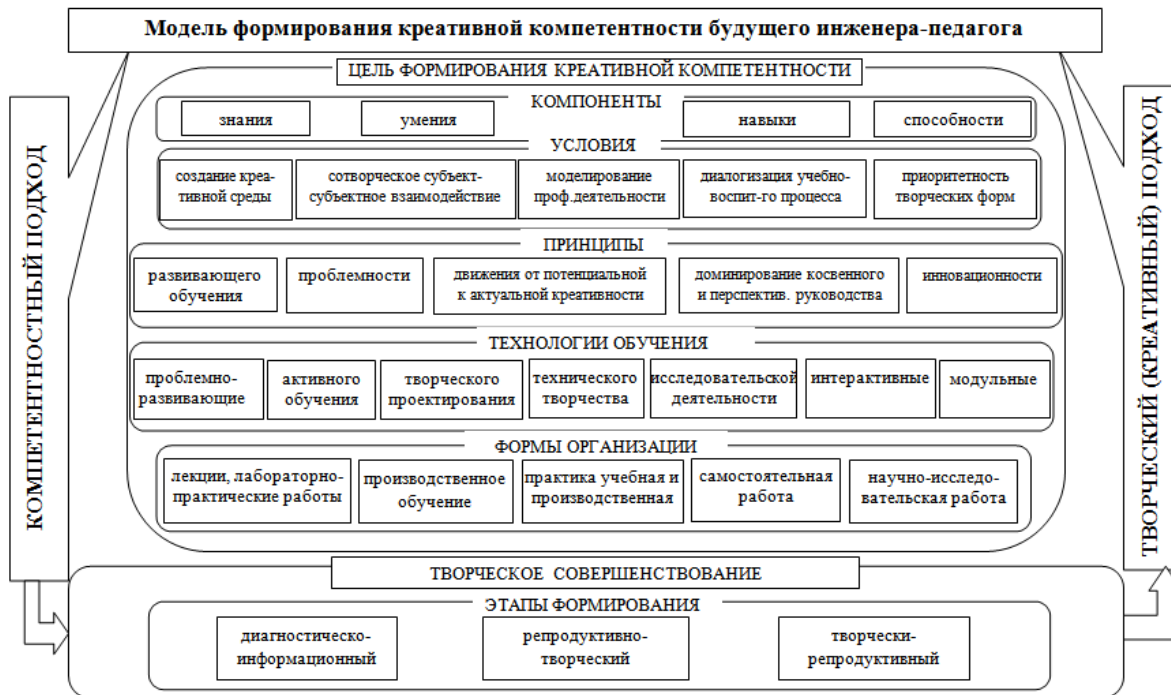 Модель формирования креативной компетентности будущего инженера-педагога
КОМПЕТЕНТНОСТНЫЙ ПОДХОД
ЦЕЛЬ ФОРМИРОВАНИЯ КРЕАТИВНОЙ КОМПЕТЕНТНОСТИ
КОМПОНЕНТЫ
знания
умения
навыки
способности
УСЛОВИЯ
создание креа-
тивной среды
сотворческое субъект-
субъектное взаимодействие
моделирование
проф.деятельности
диалогизация учебно-
воспит-го процесса
приоритетность
творческих форм
ПРИНЦИПЫ
развивающего
обучения
проблемности
движения от потенциальной
к актуальной креативности
доминирование косвенного
и перспектив. руководства
инновационности
ТЕХНОЛОГИИ ОБУЧЕНИЯ
проблемно-
развивающие
активного
обучения
творческого
проектирования
технического
творчества
исследовательской
деятельности
интерактивные
модульные
ФОРМЫ ОРГАНИЗАЦИИ
лекции, лабораторно-
практические работы
производственное
обучение
практика учебная и
производственная
самостоятельная
работа
научно-исследо-
вательская работа
ТВОРЧЕСКИЙ (КРЕАТИВНЫЙ) ПОДХОД
ТВОРЧЕСКОЕ СОВЕРШЕНСТВОВАНИЕ
ЭТАПЫ ФОРМИРОВАНИЯ
диагностическо-
информационный
репродуктивно-
творческий
творчески-
репродуктивный